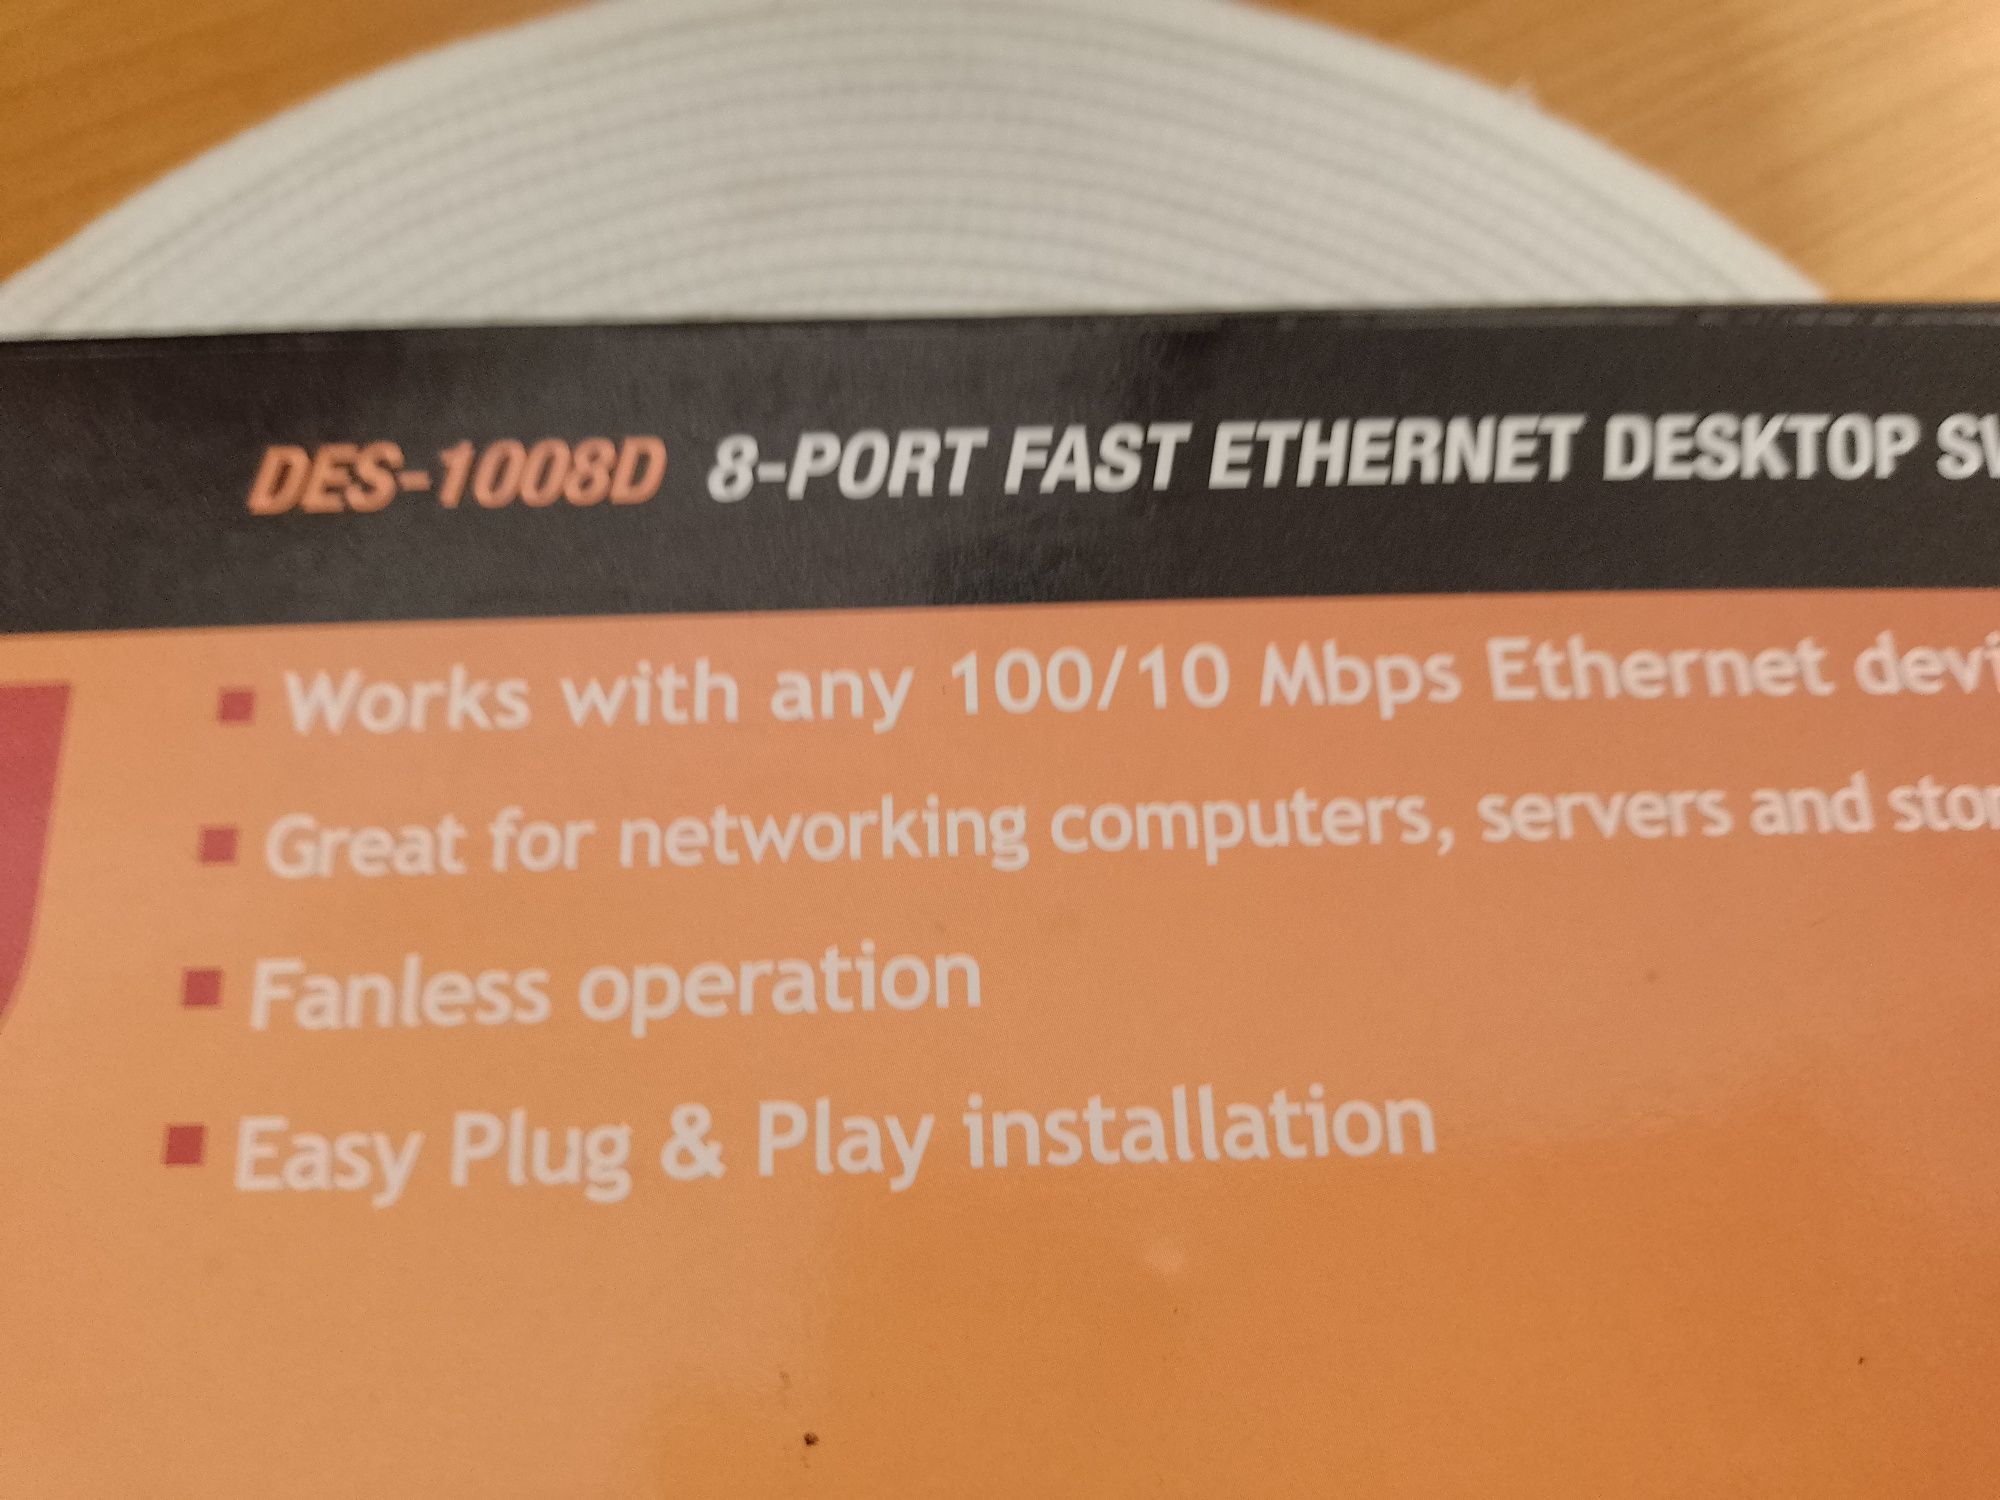 DES-1008D 8-PORT FAST ETHERNET DESKTOP
Works with any 100/10 Mbps Ethernet
Great for networking computers, servers and
Fanless operation
Easy Plug & Play installation